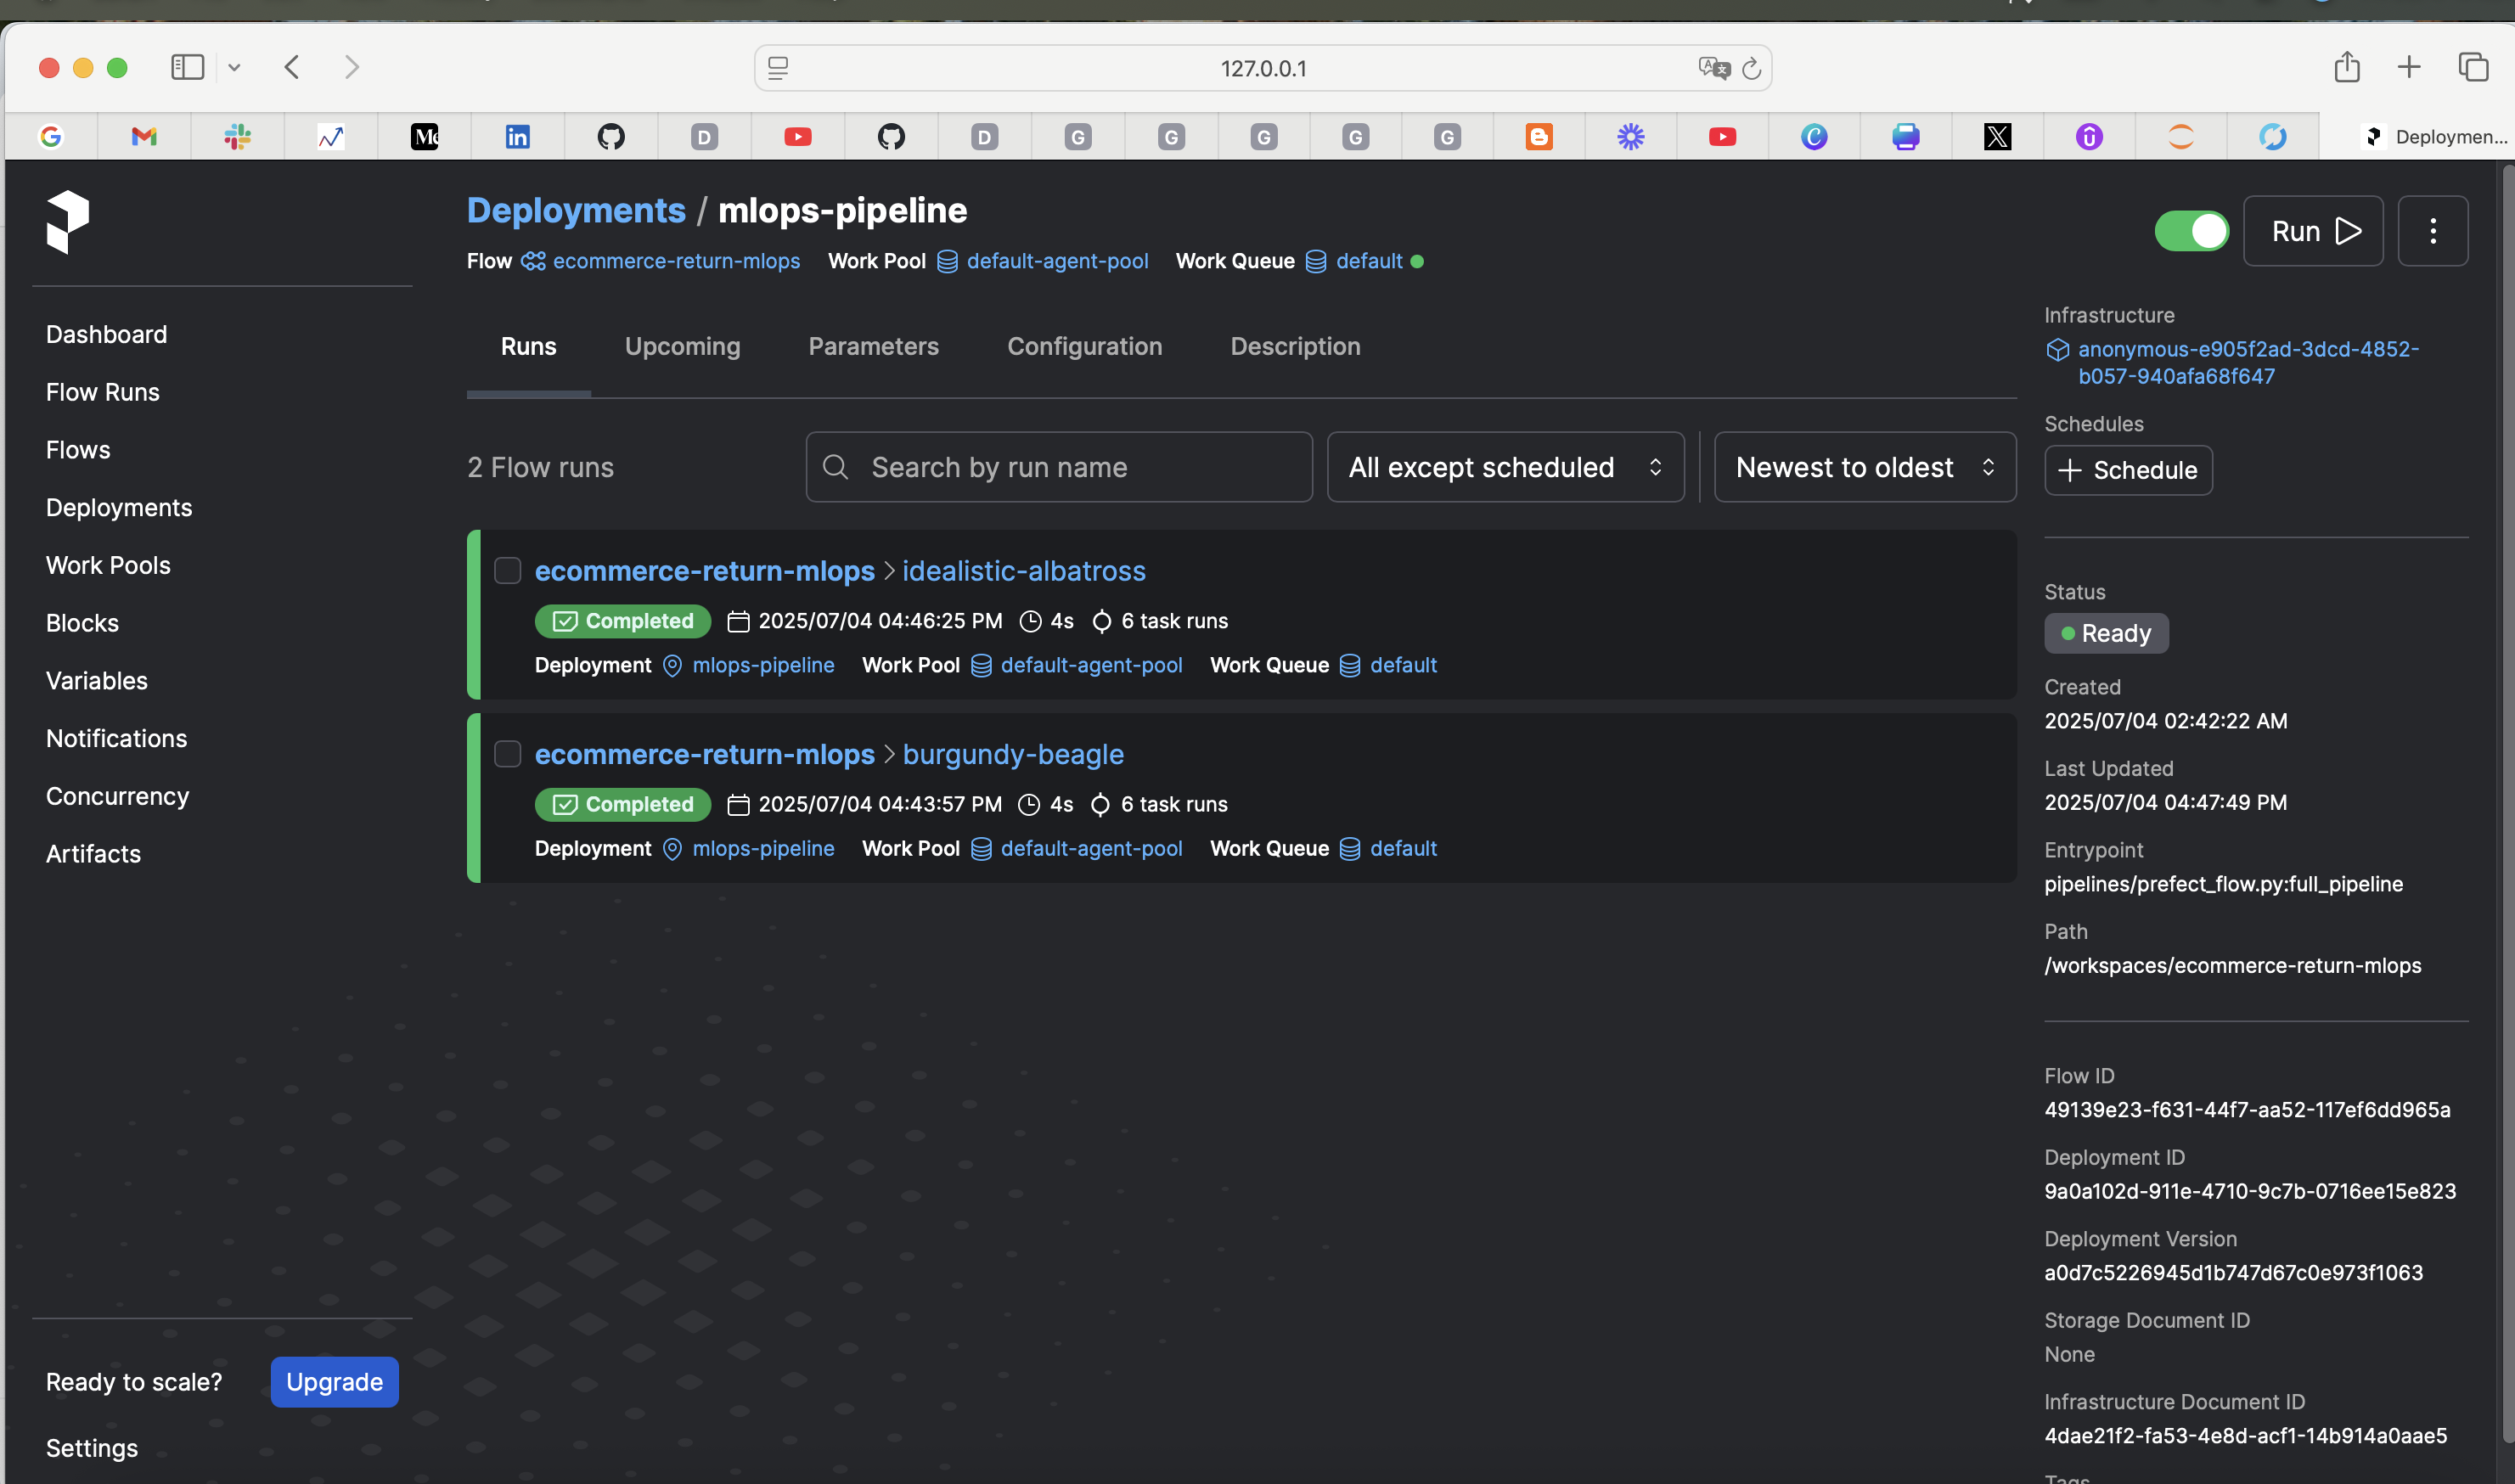 127.0.0.1
Deploymen...
Deployments / mlops-pipeline
Flow ecommerce-return-mlops Work Pool default-agent-pool Work Queue default
Run
Dashboard
Flow Runs
Flows
Deployments
Work Pools
Blocks
Variables
Notifications
Concurrency
Artifacts
Ready to scale? Upgrade
Settings
Runs Upcoming Parameters Configuration Description
2 Flow runs Search by run name All except scheduled Newest to oldest
ecommerce-return-mlops > idealistic-albatross
Completed 2025/07/04 04:46:25 PM 4s 6 task runs
Deployment mlops-pipeline Work Pool default-agent-pool Work Queue default
ecommerce-return-mlops > burgundy-beagle
Completed 2025/07/04 04:43:57 PM 4s 6 task runs
Deployment mlops-pipeline Work Pool default-agent-pool Work Queue default
Infrastructure
anonymous-e905f2ad-3dcd-4852-
b057-940afa68f647
Schedules
+ Schedule
Status
Ready
Created
2025/07/04 02:42:22 AM
Last Updated
2025/07/04 04:47:49 PM
Entrypoint
pipelines/prefect_flow.py:full_pipeline
Path
/workspaces/ecommerce-return-mlops
Flow ID
49139e23-f631-44f7-aa52-117ef6dd965a
Deployment ID
9a0a102d-911e-4710-9c7b-0716ee15e823
Deployment Version
a0d7c5226945d1b747d67c0e973f1063
Storage Document ID
None
Infrastructure Document ID
4dae21f2-fa53-4e8d-acf1-14b914a0aae5
Tags